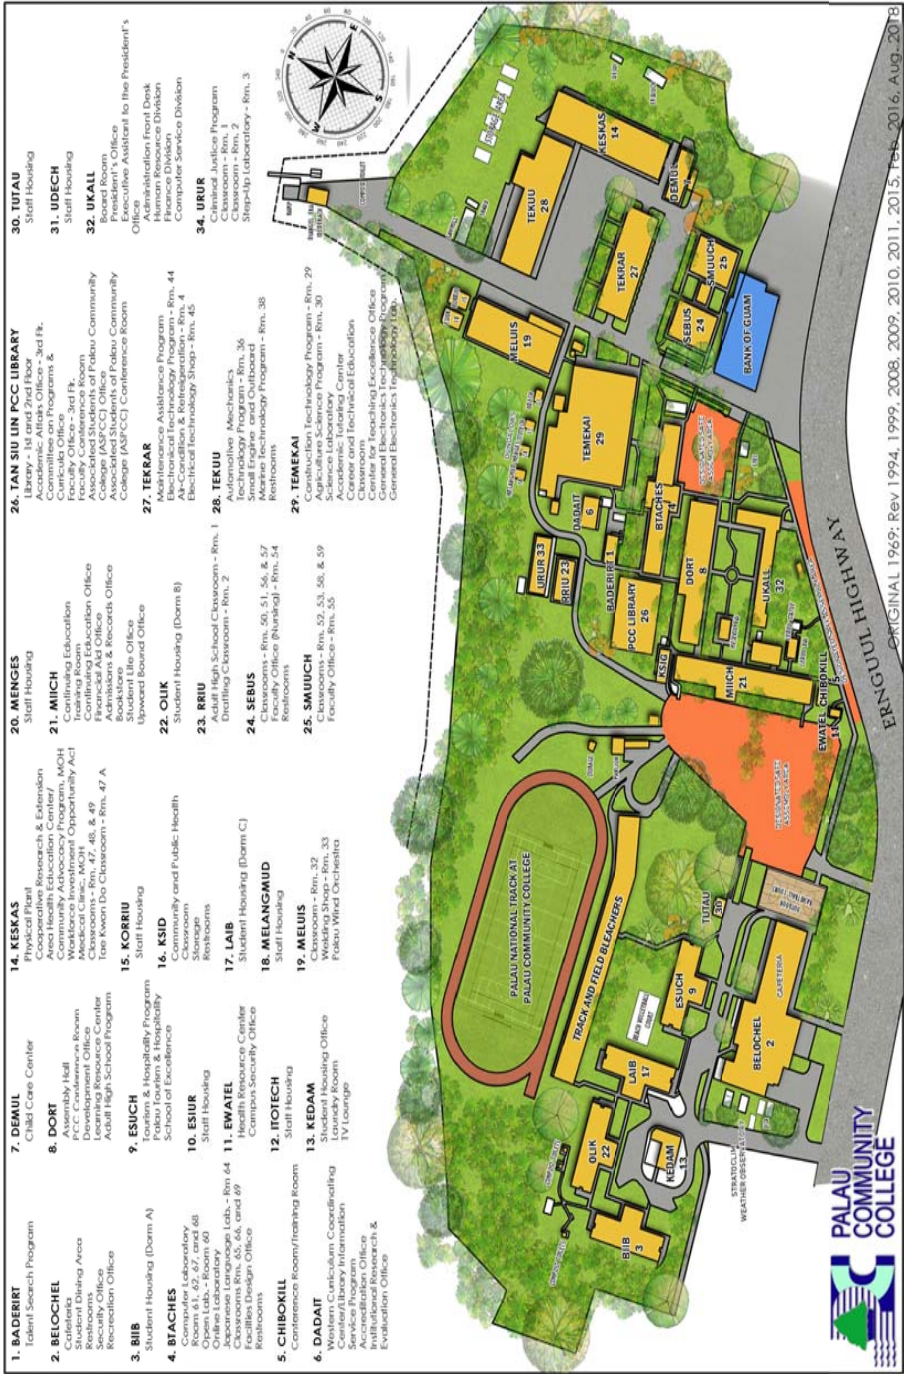 1. BADERIRT
Talent Search Program
2. BELOCHEL
Cafeteria
Student Dining Area
Restrooms
Security Office
Recreation Office
3. BIIB
Student Housing (Dorm A)
4. BTACHES
Computer Laboratory
Room 61, 62, 67, and 68
Open Lab. - Room 60
Online Laboratory
Japanese Language Lab. - Rm 64
Classrooms Rm. 65, 66, and 69
Facilities Design Office
Restrooms
5. CHIBOKILL
Conference Room/Training Room
6. DADAIT
Western Curriculum Coordinating
Center/Library Information
Service Program
Accreditation Office
Institutional Research &
Evaluation Office
7. DEMUL
Child Care Center
8. DORT
Assembly Hall
PCC Conference Room
Development Office
Learning Resource Center
Adult High School Program
9. ESUCH
Tourism & Hospitality Program
Palau Tourism & Hospitality
School of Excellence
10. ESIUR
Staff Housing
11. EWATEL
Health Resource Center
Campus Security Office
12. ITOTECH
Staff Housing
13. KEDAM
Student Housing Office
Laundry Room
TV Lounge
14. KESKAS
Physical Plant
Cooperative Research & Extension
Area Health Education Center/
Community Advocacy Program, MOH
Workforce Investment Opportunity Act
Medical Clinic, MOH
Classrooms - Rm. 47, 48, & 49
Tae Kwon Do Classroom - Rm. 47 A
15. KORRIU
Staff Housing
16. KSID
Community and Public Health
Classroom
Storage
Restrooms
17. LAIB
Student Housing (Dorm C)
18. MELANGMUD
Staff Housing
19. MELUIS
Classroom - Rm. 32
Welding Shop - Rm. 33
Palau Wind Orchestra
20. MENGES
Staff Housing
21. MIICH
Continuing Education
Training Room
Continuing Education Office
Financial Aid Office
Admissions & Records Office
Bookstore
Student Life Office
Upward Bound Office
22. OLIK
Student Housing (Dorm B)
23. RRIU
Adult High School Classroom - Rm. 1
Drafting Classroom - Rm. 2
24. SEBUS
Classrooms - Rm. 50, 51, 56, & 57
Faculty Office (Nursing) - Rm. 54
Restrooms
25. SMUUCH
Classrooms - Rm. 52, 53, 58, & 59
Faculty Office - Rm. 55
26. TAN SIU LIN PCC LIBRARY
Library - 1st and 2nd Floor
Academic Affairs Office - 3rd Flr.
Committee on Programs &
Curricula Office
Faculty Office - 3rd Flr.
Faculty Conference Room
Associated Students of Palau Community
College (ASPCC) Office
Associated Students of Palau Community
College (ASPCC) Conference Room
27. TEKRAR
Maintenance Assistance Program
Electrical Technology Program - Rm. 44
Air-Condition & Refrigeration - Rm. 4
Electrical Technology Shop - Rm. 45
28. TEKUU
Automotive Mechanics
Technology Program - Rm. 36
Small Engine and Outboard
Marine Technology Program - Rm. 38
Restrooms
29. TEMEKAI
Construction Technology Program - Rm. 29
Agriculture Science Program - Rm. 30
Science Laboratory
Academic Tutoring Center
Career and Technical Education
Classroom
Center for Teaching Excellence Office
General Electronics Technology Program
General Electronics Technology Lab.
30. TUTAU
Staff Housing
31. UDECH
Staff Housing
32. UKALL
Board Room
President's Office
Executive Assistant to the President's
Office
Administration Front Desk
Human Resource Division
Finance Division
Computer Service Division
34. URUR
Criminal Justice Program
Classroom - Rm. 1
Classroom - Rm. 2
Step-Up Laboratory - Rm. 3
N
E
S
W
PALAU NATIONAL TRACK AT
PALAU COMMUNITY COLLEGE
TRACK AND FIELD BLEACHERS
BEACH VOLLEYBALL
COURT
OLIK
22
BIIB
3
KEDAM
13
LAIB
17
ESUCH
9
TUTAU
30
BELOCHEL
2
CAFETERIA
STRATOCLIM
WEATHER OBSERVATORY
EWATEL
11
CHIBOKILL
5
MIICH
21
KSIG
PCC LIBRARY
26
BADERIRT 1
RRIU 23
URUR 33
DADAIT
6
BTACHES
4
DORT
8
UKALL
32
TEMEKAI
29
MELUIS
19
TEKUU
28
KESKAS
14
DEMUL
TEKRAR
27
SEBUS
24
SMUUCH
25
BANK OF GUAM
STORAGE AREA
ERNGUUL HIGHWAY
PALAU
COMMUNITY
COLLEGE
ORIGINAL 1969: Rev 1994, 1999, 2008, 2009, 2010, 2011, 2015, Feb 2016, Aug. 2018